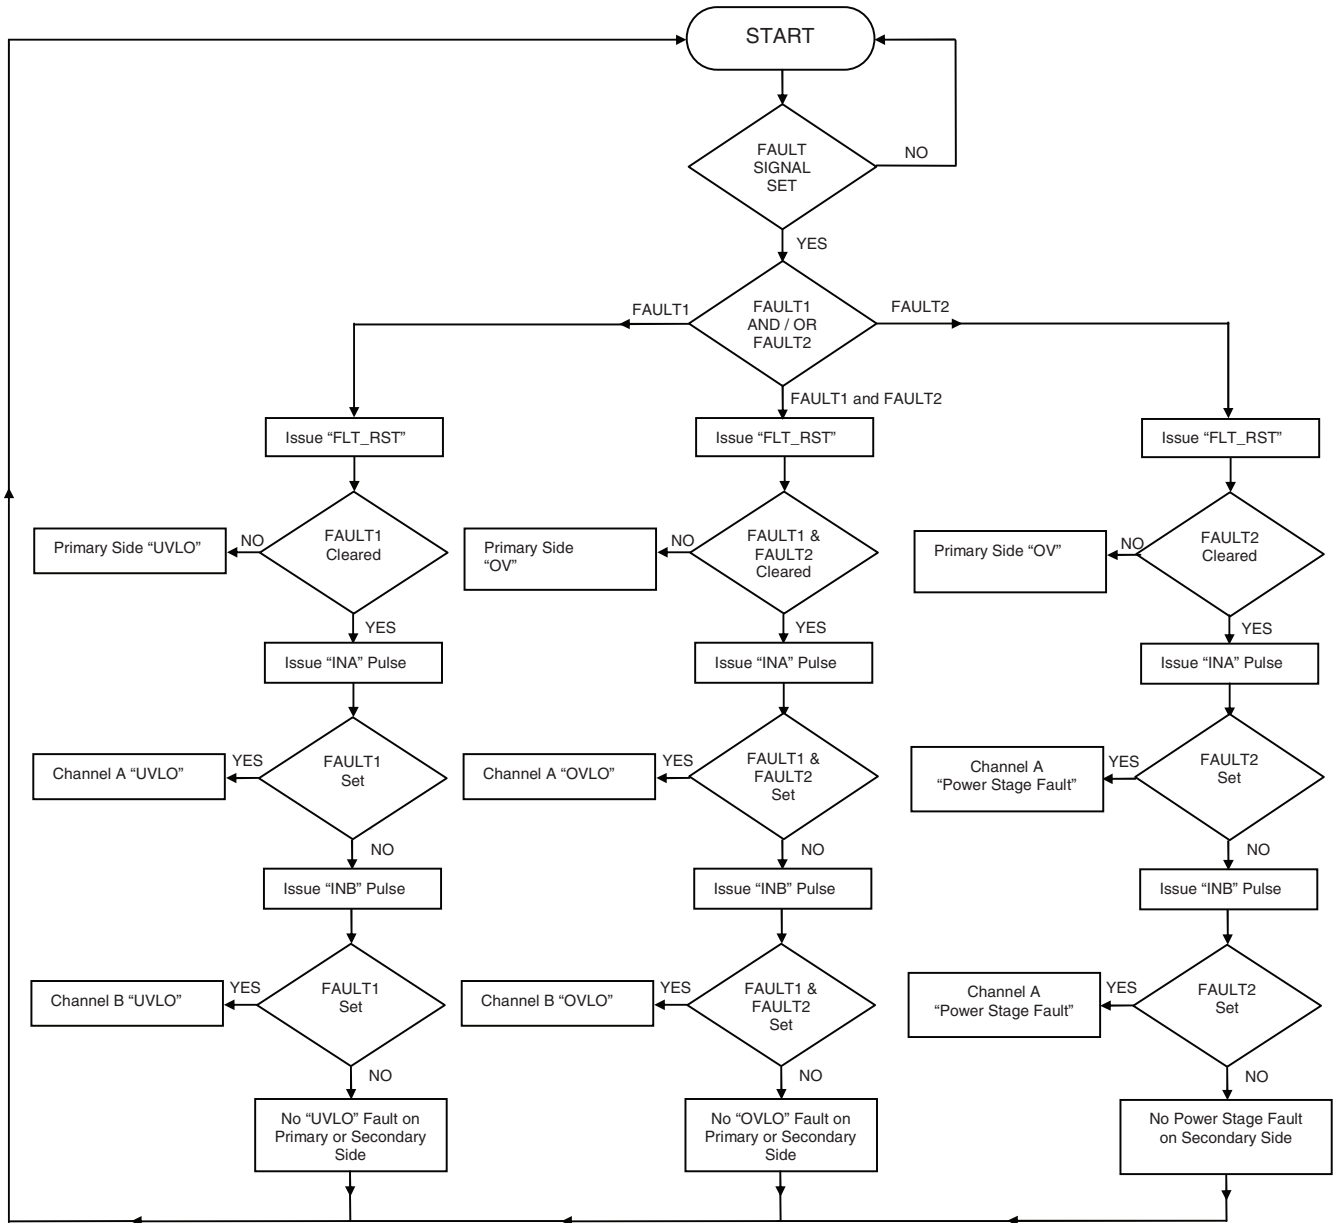 START
FAULT
SIGNAL
SET
NO
YES
FAULT1
FAULT1
AND / OR
FAULT2
FAULT2
FAULT1 and FAULT2
Issue “FLT_RST”
Issue “FLT_RST”
Issue “FLT_RST”
Primary Side “UVLO”
NO
FAULT1
Cleared
Primary Side
“OV”
NO
FAULT1 &
FAULT2
Cleared
Primary Side “OV”
NO
FAULT2
Cleared
YES
YES
YES
Issue “INA” Pulse
Issue “INA” Pulse
Issue “INA” Pulse
Channel A “UVLO”
YES
FAULT1
Set
Channel A “OVLO”
YES
FAULT1 &
FAULT2
Set
Channel A
“Power Stage Fault”
YES
FAULT2
Set
NO
NO
NO
Issue “INB” Pulse
Issue “INB” Pulse
Issue “INB” Pulse
Channel B “UVLO”
YES
FAULT1
Set
Channel B “OVLO”
YES
FAULT1 &
FAULT2
Set
Channel A
“Power Stage Fault”
YES
FAULT2
Set
NO
NO
NO
No “UVLO” Fault on
Primary or Secondary
Side
No “OVLO” Fault on
Primary or Secondary
Side
No Power Stage Fault
on Secondary Side